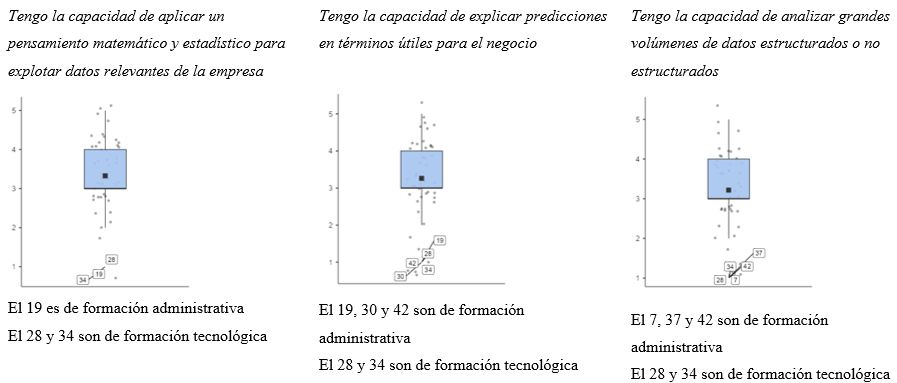 Tengo la capacidad de aplicar un
pensamiento matemático y estadístico para
explotar datos relevantes de la empresa
5
4
3
2
1
28
19
34
El 19 es de formación administrativa
El 28 y 34 son de formación tecnológica
Tengo la capacidad de explicar predicciones
en términos útiles para el negocio
5
4
3
2
1
19
28
42
34
30
El 19, 30 y 42 son de formación
administrativa
El 28 y 34 son de formación tecnológica
Tengo la capacidad de analizar grandes
volúmenes de datos estructurados o no
estructurados
5
4
3
2
1
37
34
42
28
7
El 7, 37 y 42 son de formación
administrativa
El 28 y 34 son de formación tecnológica